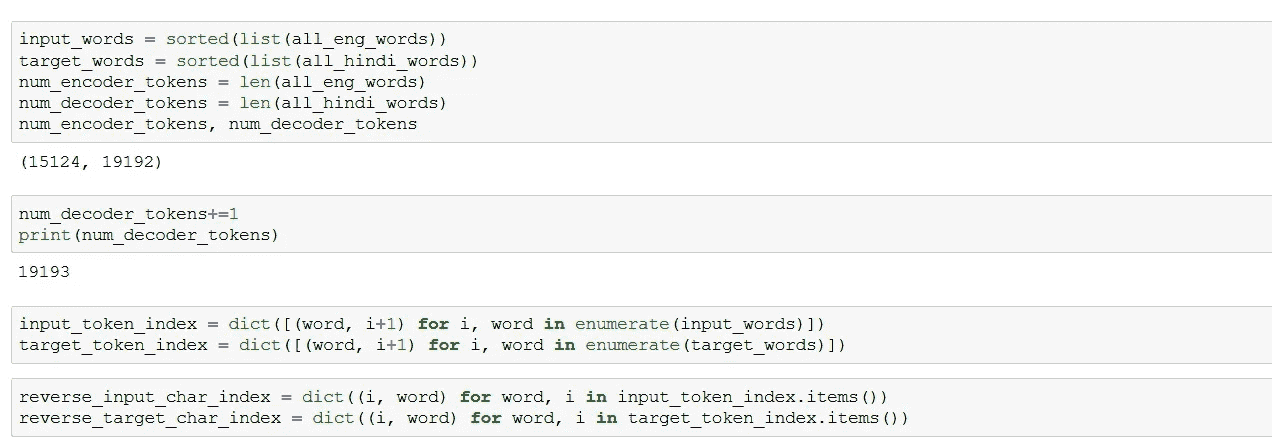 input_words = sorted(list(all_eng_words))
target_words = sorted(list(all_hindi_words))
num_encoder_tokens = len(all_eng_words)
num_decoder_tokens = len(all_hindi_words)
num_encoder_tokens, num_decoder_tokens
(15124, 19192)
num_decoder_tokens+=1
print(num_decoder_tokens)
19193
input_token_index = dict([(word, i+1) for i, word in enumerate(input_words)])
target_token_index = dict([(word, i+1) for i, word in enumerate(target_words)])
reverse_input_char_index = dict((i, word) for word, i in input_token_index.items())
reverse_target_char_index = dict((i, word) for word, i in target_token_index.items())